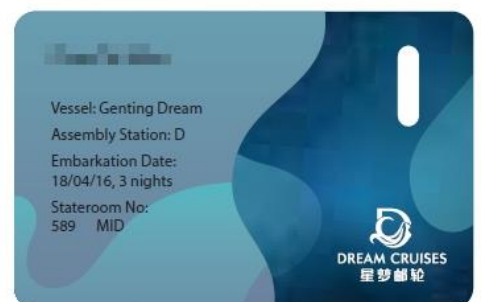 Vessel: Genting Dream
Assembly Station: D
Embarkation Date:
18/04/16, 3 nights
Stateroom No:
589 MID
DREAM CRUISES
星梦邮轮